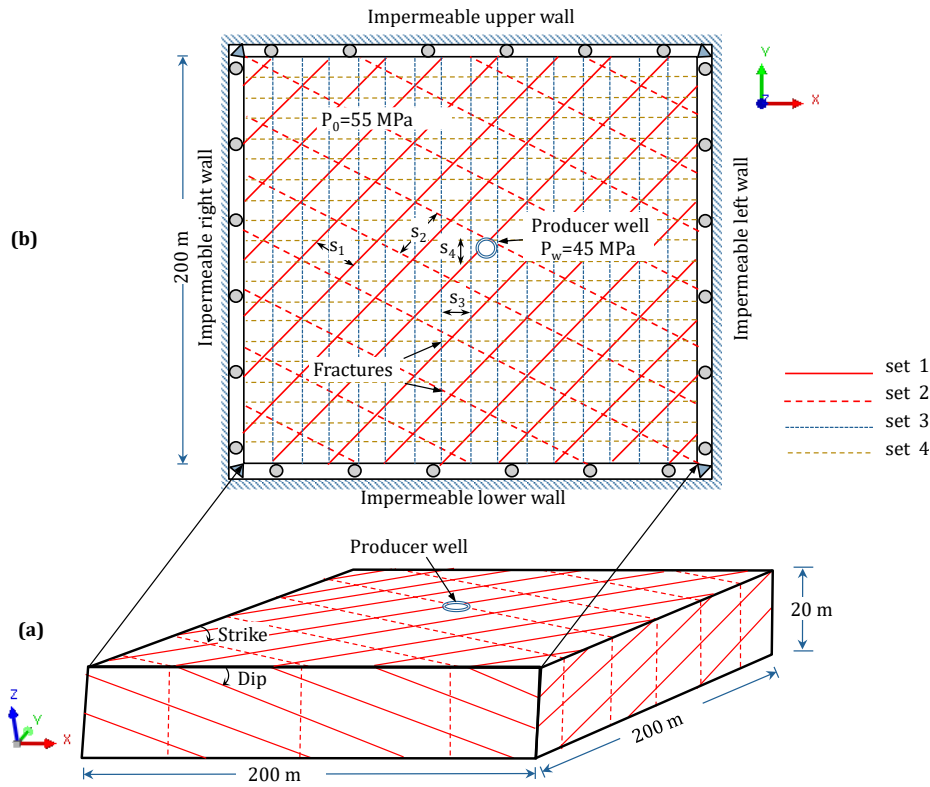 Impermeable upper wall
Y
Z
X
P0=55 MPa
Impermeable right wall
200 m
(b)
Producer well
Pw=45 MPa
s1
s2
s4
s3
Impermeable left wall
Fractures
set 1
set 2
set 3
set 4
Impermeable lower wall
Producer well
(a)
Strike
Dip
20 m
Z
Y
X
200 m
200 m